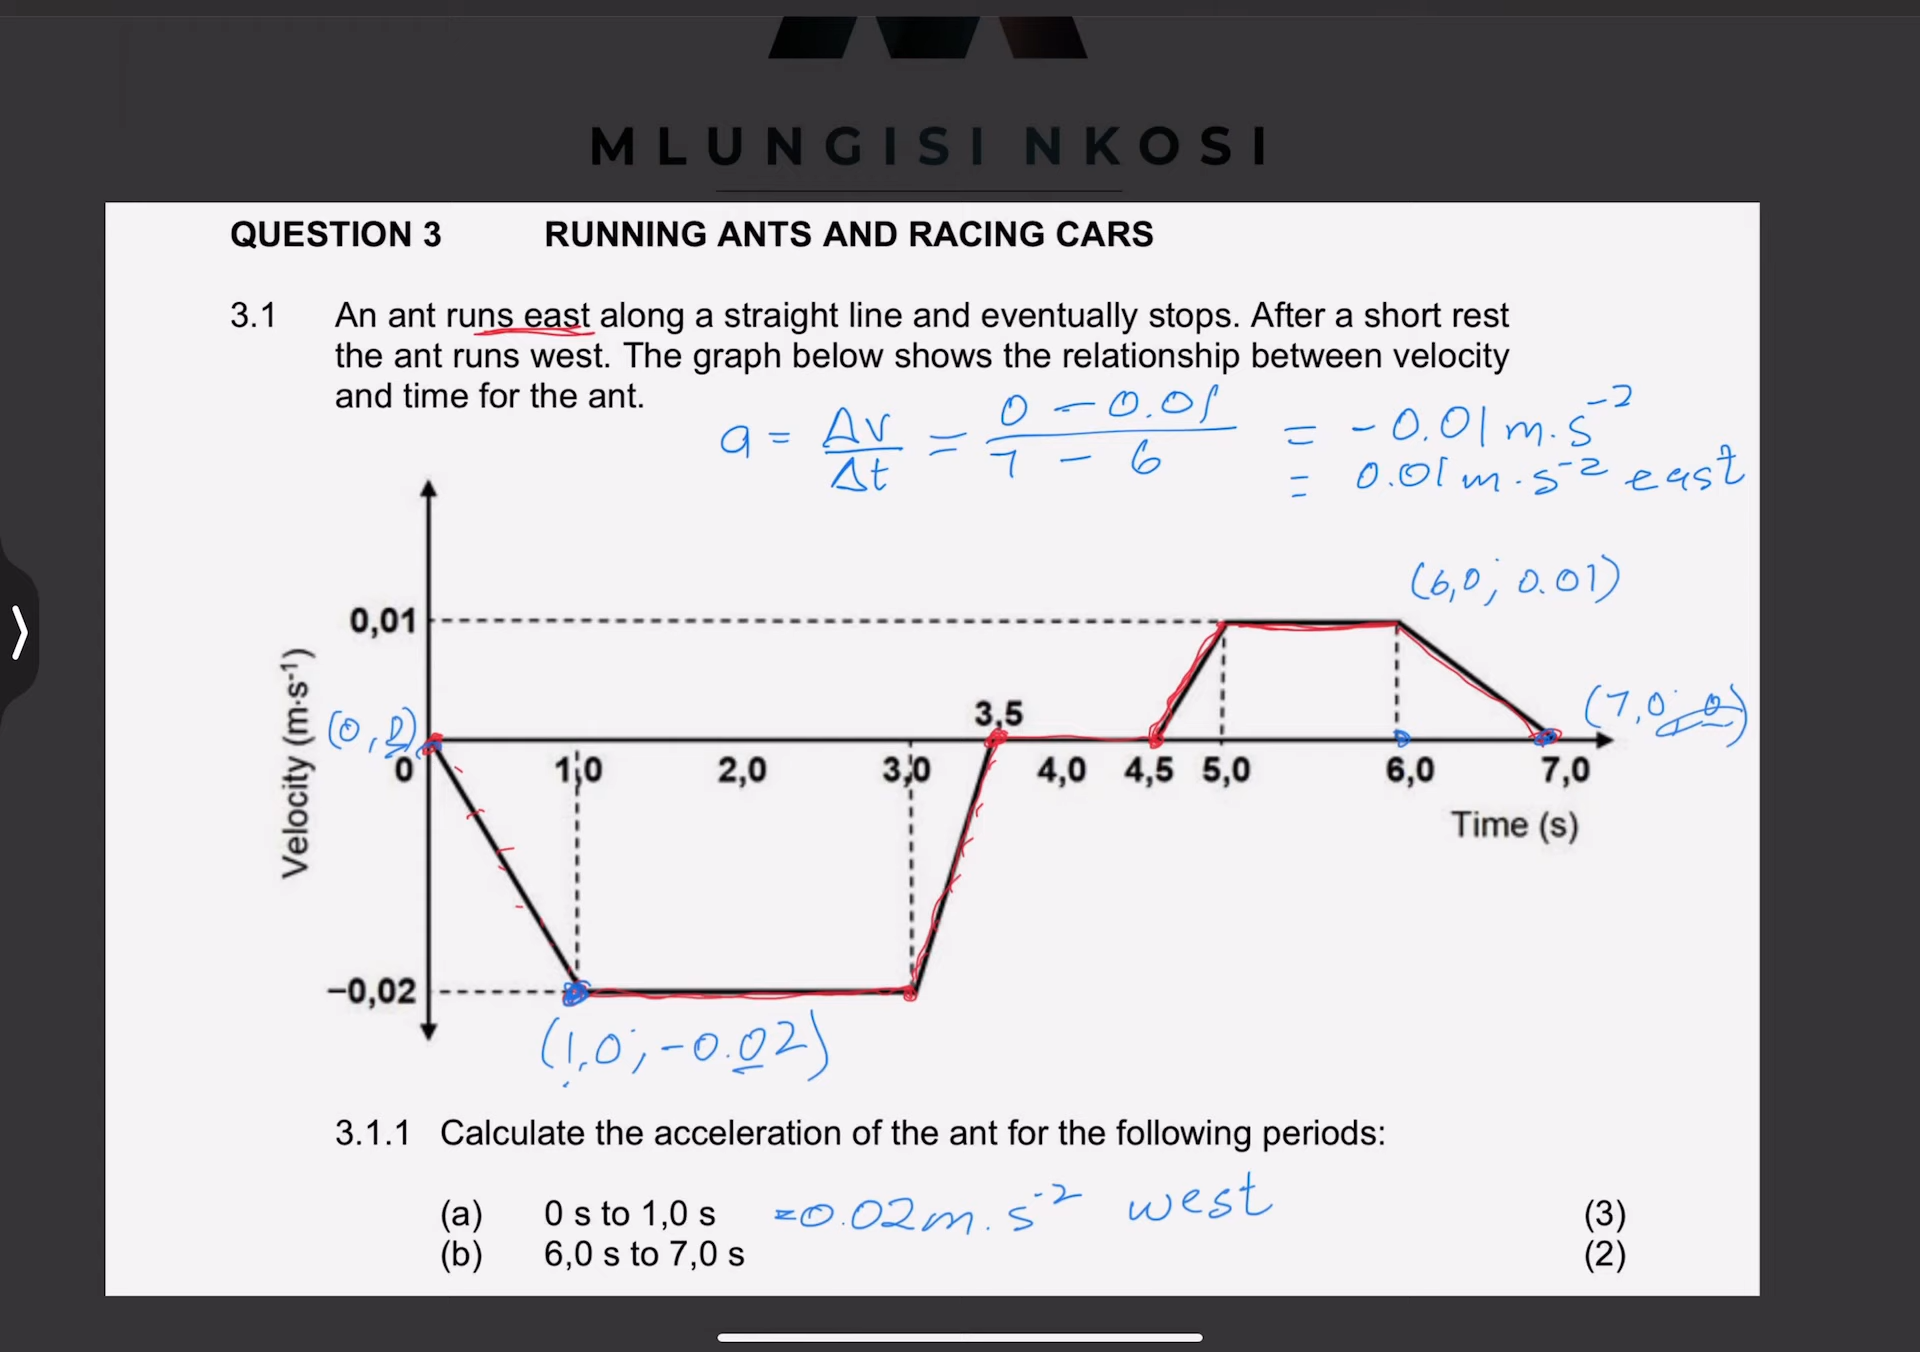 MLUNGISI NKOSI
QUESTION 3 RUNNING ANTS AND RACING CARS
3.1 An ant runs east along a straight line and eventually stops. After a short rest
the ant runs west. The graph below shows the relationship between velocity
and time for the ant.
a = Δv/Δt = (0 - 0.01)/(7 - 6) = -0.01 m.s⁻²
= 0.01 m.s⁻² east
(6,0; 0.01)
0,01
Velocity (m·s⁻¹)
(0,0)
3,5
(7,0; 0)
0 1,0 2,0 3,0 4,0 4,5 5,0 6,0 7,0
Time (s)
−0,02
(1,0; -0.02)
3.1.1 Calculate the acceleration of the ant for the following periods:
(a) 0 s to 1,0 s =0.02 m.s⁻² west (3)
(b) 6,0 s to 7,0 s (2)